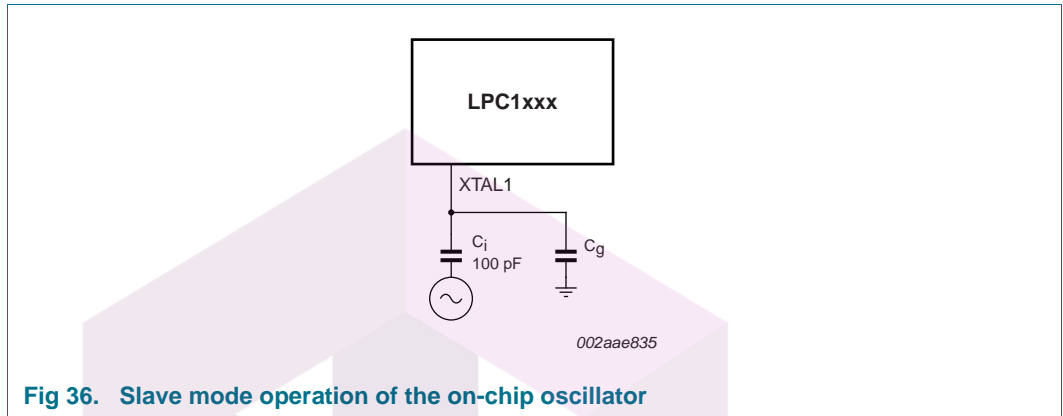 LPC1xxx
XTAL1
Ci
100 pF
Cg
002aae835
Fig 36. Slave mode operation of the on-chip oscillator